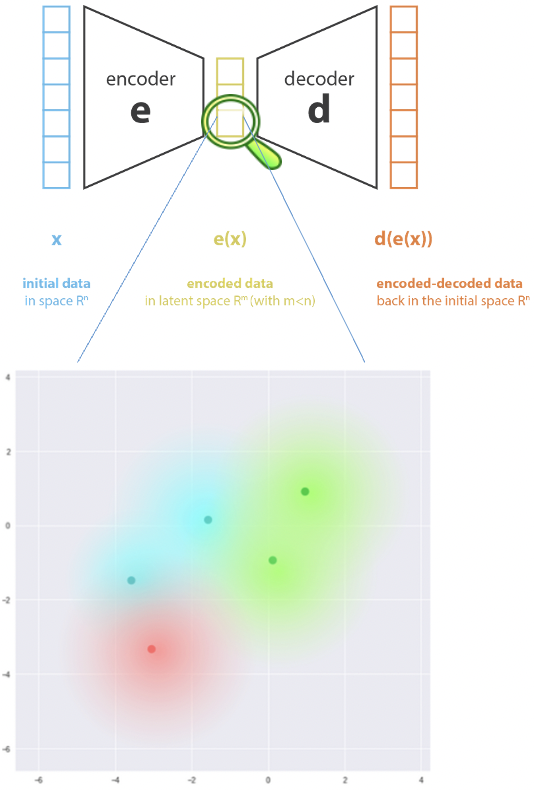 encoder
e
decoder
d
x
e(x)
d(e(x))
initial data
in space Rⁿ
encoded data
in latent space Rᵐ (with m<n)
encoded-decoded data
back in the initial space Rⁿ
4
2
0
-2
-4
-6
-6
-4
-2
0
2
4